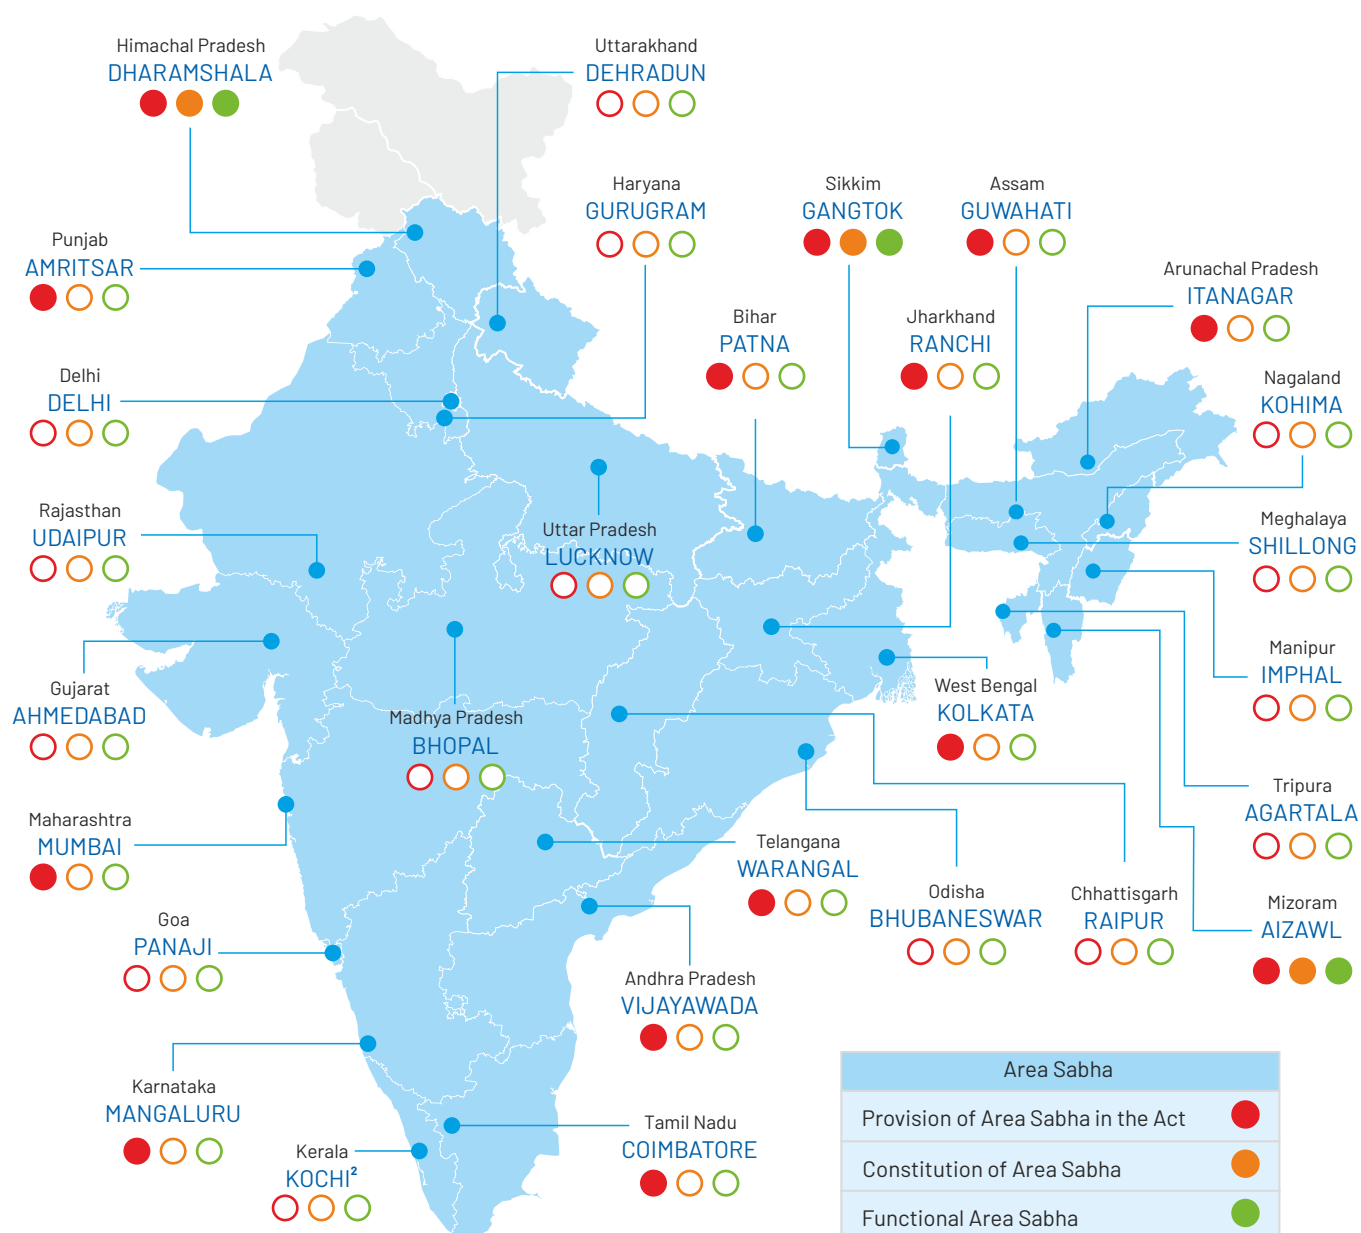 Himachal Pradesh
DHARAMSHALA
Uttarakhand
DEHRADUN
Haryana
GURUGRAM
Sikkim
GANGTOK
Assam
GUWAHATI
Punjab
AMRITSAR
Arunachal Pradesh
ITANAGAR
Bihar
PATNA
Jharkhand
RANCHI
Delhi
DELHI
Nagaland
KOHIMA
Rajasthan
UDAIPUR
Uttar Pradesh
LUCKNOW
Meghalaya
SHILLONG
Manipur
IMPHAL
Gujarat
AHMEDABAD
Madhya Pradesh
BHOPAL
West Bengal
KOLKATA
Tripura
AGARTALA
Maharashtra
MUMBAI
Telangana
WARANGAL
Odisha
BHUBANESWAR
Chhattisgarh
RAIPUR
Mizoram
AIZAWL
Goa
PANAJI
Andhra Pradesh
VIJAYAWADA
Karnataka
MANGALURU
Kerala
KOCHI²
Tamil Nadu
COIMBATORE
Area Sabha
Provision of Area Sabha in the Act
Constitution of Area Sabha
Functional Area Sabha